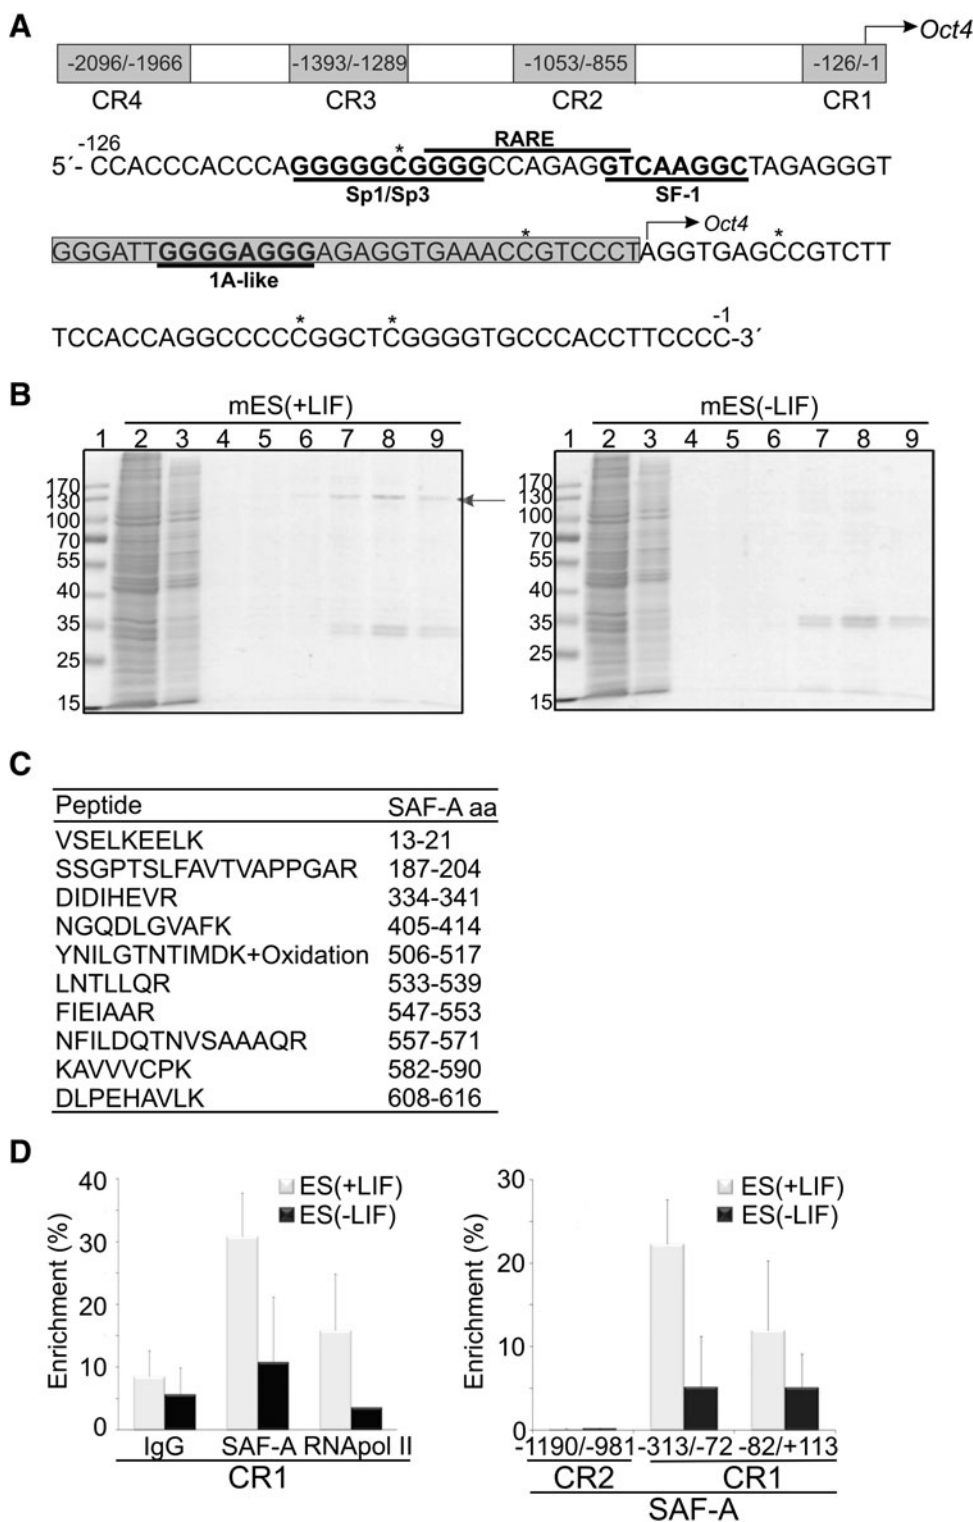 A
Oct4
-2096/-1966 -1393/-1289 -1053/-855 -126/-1
CR4 CR3 CR2 CR1
-126 * RARE
5´- CCACCCACCCAGGGGGCGGGGCCAGAGGTCAAGGCTAGAGGGT
Sp1/Sp3 SF-1
* Oct4 *
GGGATTGGGGAGGGAGAGGTGAAACCGTCCCTAGGTGAGCCGTCTT
1A-like
* * -1
TCCACCAGGCCCCCGGCTCGGGGTGCCCACCTTCCCC-3´
B
mES(+LIF) mES(-LIF)
1 2 3 4 5 6 7 8 9 1 2 3 4 5 6 7 8 9
170 170
130 130
100 100
70 70
55 55
40 40
35 35
25 25
15 15
C
Peptide SAF-A aa
VSELKEELK 13-21
SSGPTSLFAVTVAPPGAR 187-204
DIDIHEVR 334-341
NGQDLGVAFK 405-414
YNILGTNTIMDK+Oxidation 506-517
LNTLLQR 533-539
FIEIAAR 547-553
NFILDQTNVSAAAQR 557-571
KAVVVCPK 582-590
DLPEHAVLK 608-616
D
Enrichment (%)
40
30
20
10
0
ES(+LIF)
ES(-LIF)
IgG SAF-A RNApol II
CR1
Enrichment (%)
30
20
10
0
ES(+LIF)
ES(-LIF)
-1190/-981 -313/-72 -82/+113
CR2 CR1
SAF-A